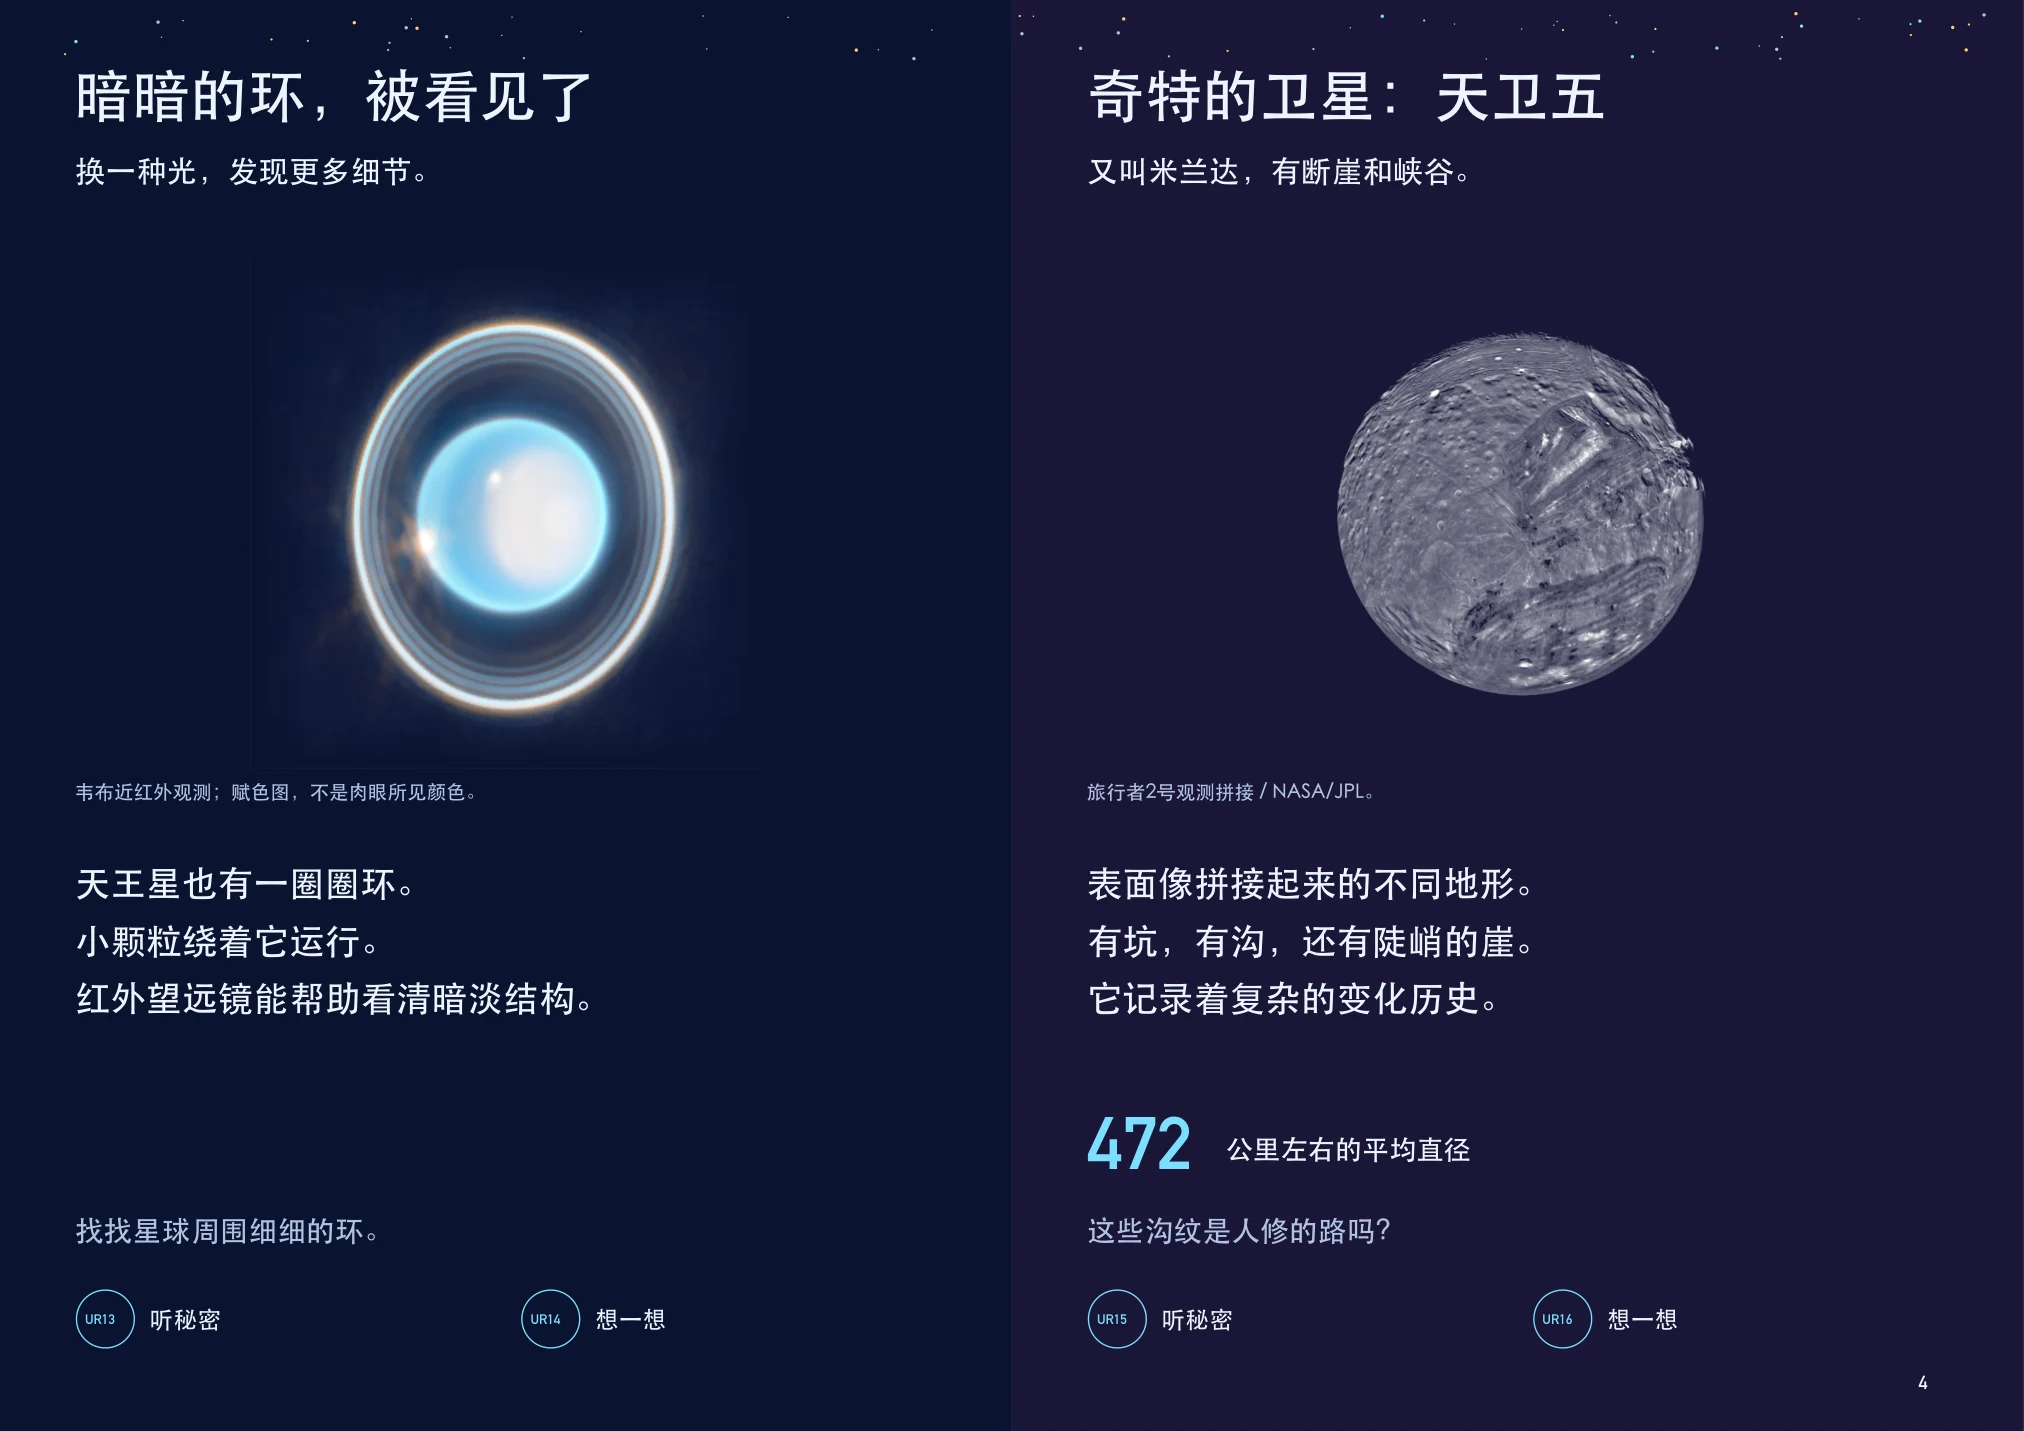 暗暗的环，被看见了
换一种光，发现更多细节。
韦布近红外观测；赋色图，不是肉眼所见颜色。
天王星也有一圈圈环。
小颗粒绕着它运行。
红外望远镜能帮助看清暗淡结构。
找找星球周围细细的环。
UR13 听秘密
UR14 想一想
奇特的卫星：天卫五
又叫米兰达，有断崖和峡谷。
旅行者2号观测拼接 / NASA/JPL。
表面像拼接起来的不同地形。
有坑，有沟，还有陡峭的崖。
它记录着复杂的变化历史。
472 公里左右的平均直径
这些沟纹是人修的路吗？
UR15 听秘密
UR16 想一想
4